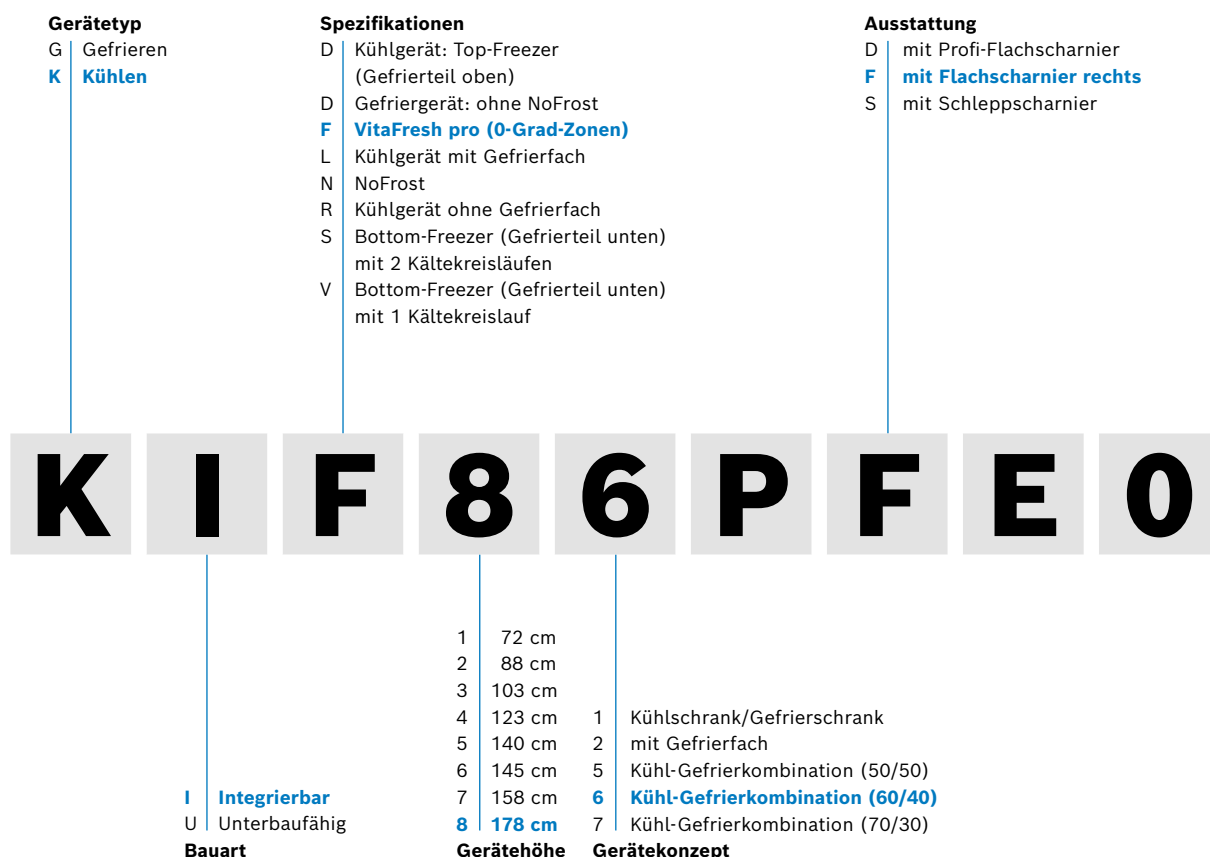 Gerätetyp
G Gefrieren
K Kühlen
Spezifikationen
D Kühlgerät: Top-Freezer
(Gefrierteil oben)
D Gefriergerät: ohne NoFrost
F VitaFresh pro (0-Grad-Zonen)
L Kühlgerät mit Gefrierfach
N NoFrost
R Kühlgerät ohne Gefrierfach
S Bottom-Freezer (Gefrierteil unten)
mit 2 Kältekreisläufen
V Bottom-Freezer (Gefrierteil unten)
mit 1 Kältekreislauf
Ausstattung
D mit Profi-Flachscharnier
F mit Flachscharnier rechts
S mit Schleppscharnier
K I F 8 6 P F E 0
I Integrierbar
U Unterbaufähig
Bauart
1 72 cm
2 88 cm
3 103 cm
4 123 cm
5 140 cm
6 145 cm
7 158 cm
8 178 cm
Gerätehöhe
1 Kühlschrank/Gefrierschrank
2 mit Gefrierfach
5 Kühl-Gefrierkombination (50/50)
6 Kühl-Gefrierkombination (60/40)
7 Kühl-Gefrierkombination (70/30)
Gerätekonzept